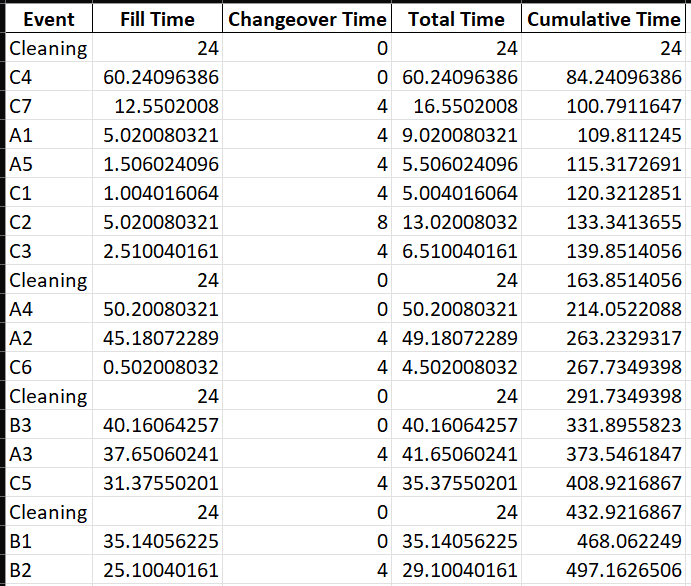 Event Fill Time Changeover Time Total Time Cumulative Time
Cleaning 24 0 24 24
C4 60.24096386 0 60.24096386 84.24096386
C7 12.5502008 4 16.5502008 100.7911647
A1 5.020080321 4 9.020080321 109.811245
A5 1.506024096 4 5.506024096 115.3172691
C1 1.004016064 4 5.004016064 120.3212851
C2 5.020080321 8 13.02008032 133.3413655
C3 2.510040161 4 6.510040161 139.8514056
Cleaning 24 0 24 163.8514056
A4 50.20080321 0 50.20080321 214.0522088
A2 45.18072289 4 49.18072289 263.2329317
C6 0.502008032 4 4.502008032 267.7349398
Cleaning 24 0 24 291.7349398
B3 40.16064257 0 40.16064257 331.8955823
A3 37.65060241 4 41.65060241 373.5461847
C5 31.37550201 4 35.37550201 408.9216867
Cleaning 24 0 24 432.9216867
B1 35.14056225 0 35.14056225 468.062249
B2 25.10040161 4 29.10040161 497.1626506